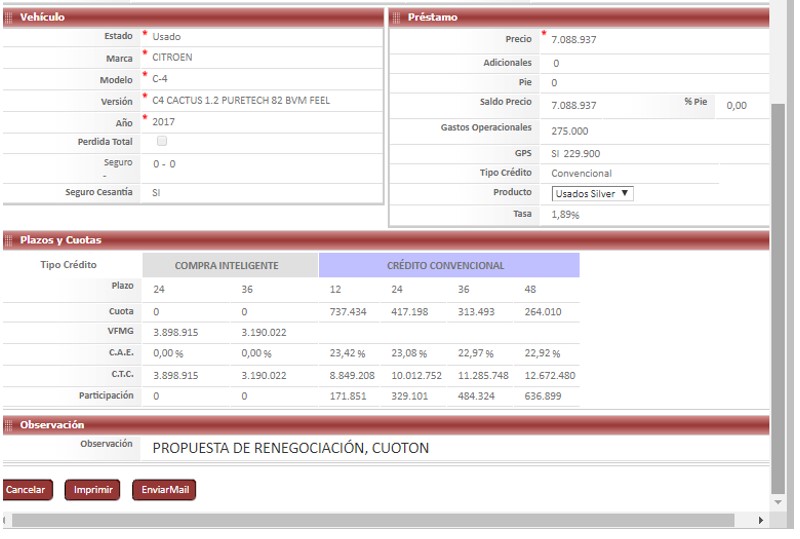 Vehículo
Estado * Usado
Marca * CITROEN
Modelo * C-4
Versión * C4 CACTUS 1.2 PURETECH 82 BVM FEEL
Año * 2017
Perdida Total
Seguro 0 - 0
-
Seguro Cesantía SI
Préstamo
Precio * 7.088.937
Adicionales 0
Pie 0
Saldo Precio 7.088.937 % Pie 0,00
Gastos Operacionales 275.000
GPS SI 229.900
Tipo Crédito Convencional
Producto Usados Silver ▼
Tasa 1,89%
Plazos y Cuotas
Tipo Crédito COMPRA INTELIGENTE CRÉDITO CONVENCIONAL
Plazo 24 36 12 24 36 48
Cuota 0 0 737.434 417.198 313.493 264.010
VFMG 3.898.915 3.190.022
C.A.E. 0,00 % 0,00 % 23,42 % 23,08 % 22,97 % 22,92 %
C.T.C. 3.898.915 3.190.022 8.849.208 10.012.752 11.285.748 12.672.480
Participación 0 0 171.851 329.101 484.324 636.899
Observación
Observación PROPUESTA DE RENEGOCIACIÓN, CUOTON
Cancelar Imprimir EnviarMail